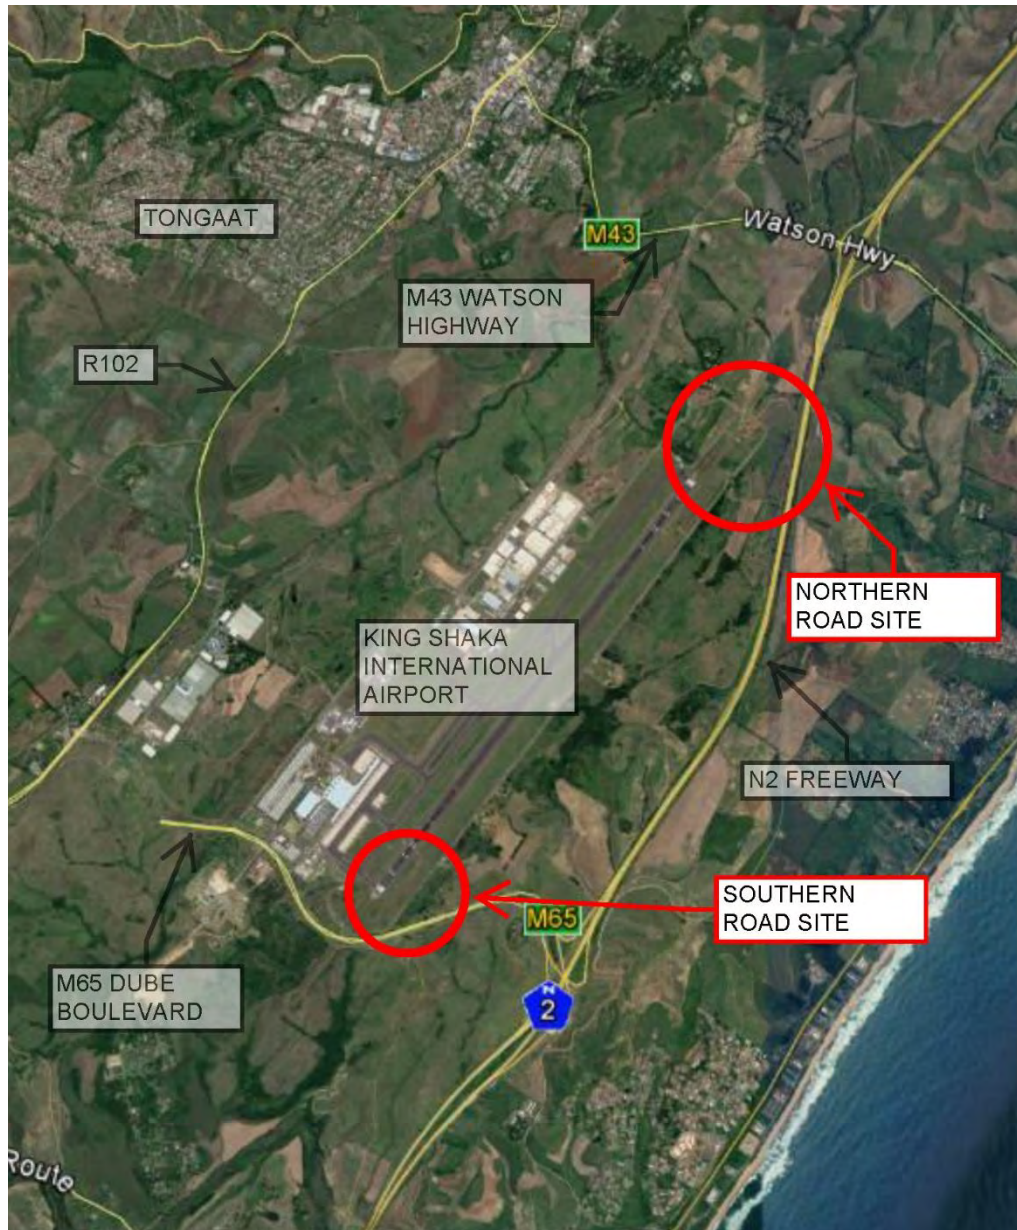 TONGAAT
M43
Watson Hwy
M43 WATSON
HIGHWAY
R102
NORTHERN
ROAD SITE
KING SHAKA
INTERNATIONAL
AIRPORT
N2 FREEWAY
SOUTHERN
ROAD SITE
M65
M65 DUBE
BOULEVARD
N
2
Route